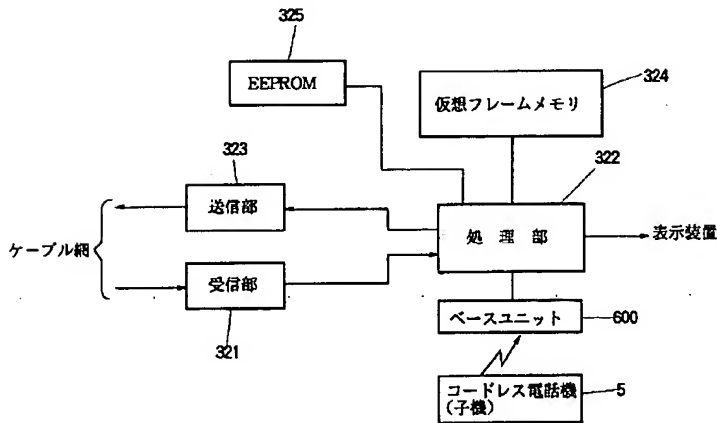 325
EEPROM
324
仮想フレームメモリ
323
送信部
322
処理部
表示装置
ケーブル網
受信部
321
ベースユニット
600
コードレス電話機
(子機)
5